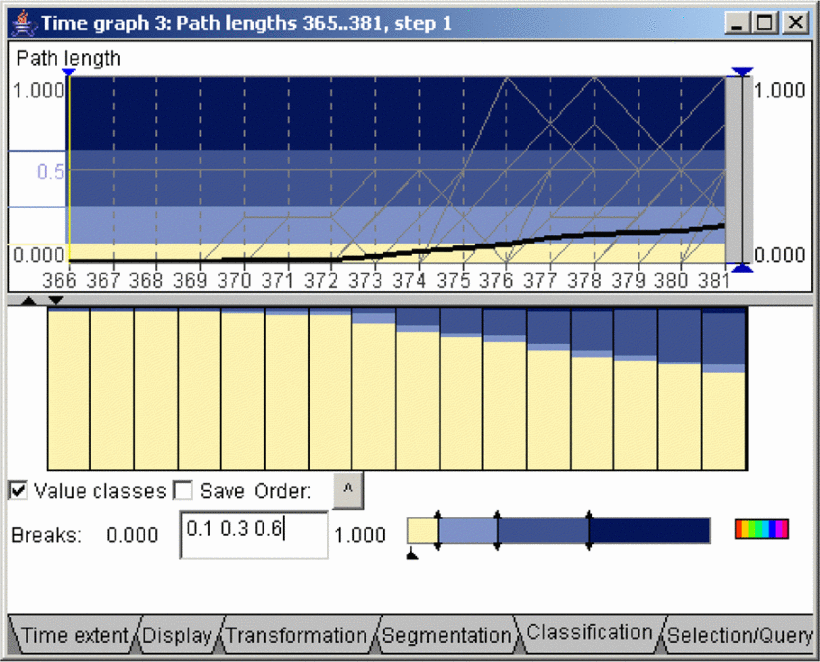 Time graph 3: Path lengths 365..381, step 1
Path length
1.000 1.000
0.5
0.000 0.000
366 367 368 369 370 371 372 373 374 375 376 377 378 379 380 381
Value classes Save Order: ^
Breaks: 0.000 0.1 0.3 0.6 1.000
Time extent Display Transformation Segmentation Classification Selection/Query